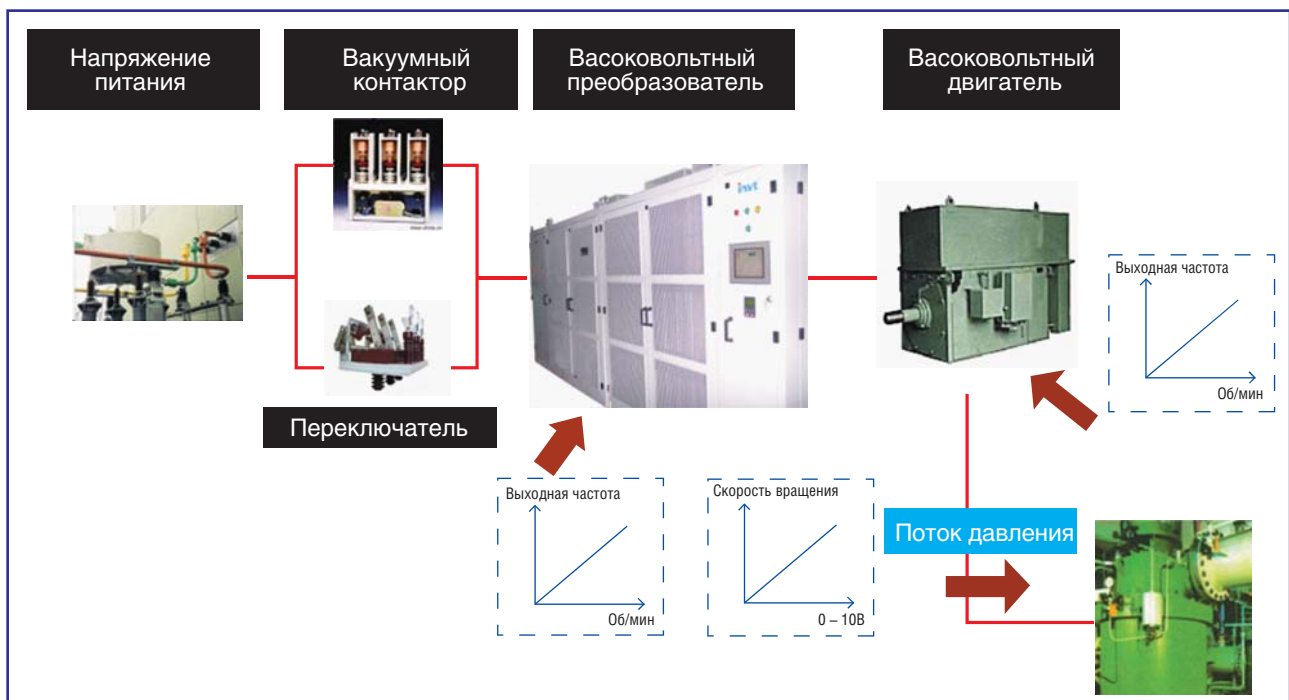 Напряжение
питания
Вакуумный
контактор
Васоковольтный
преобразователь
Васоковольтный
двигатель
invt
Переключатель
Выходная частота
Об/мин
Выходная частота
Об/мин
Скорость вращения
0 – 10В
Поток давления